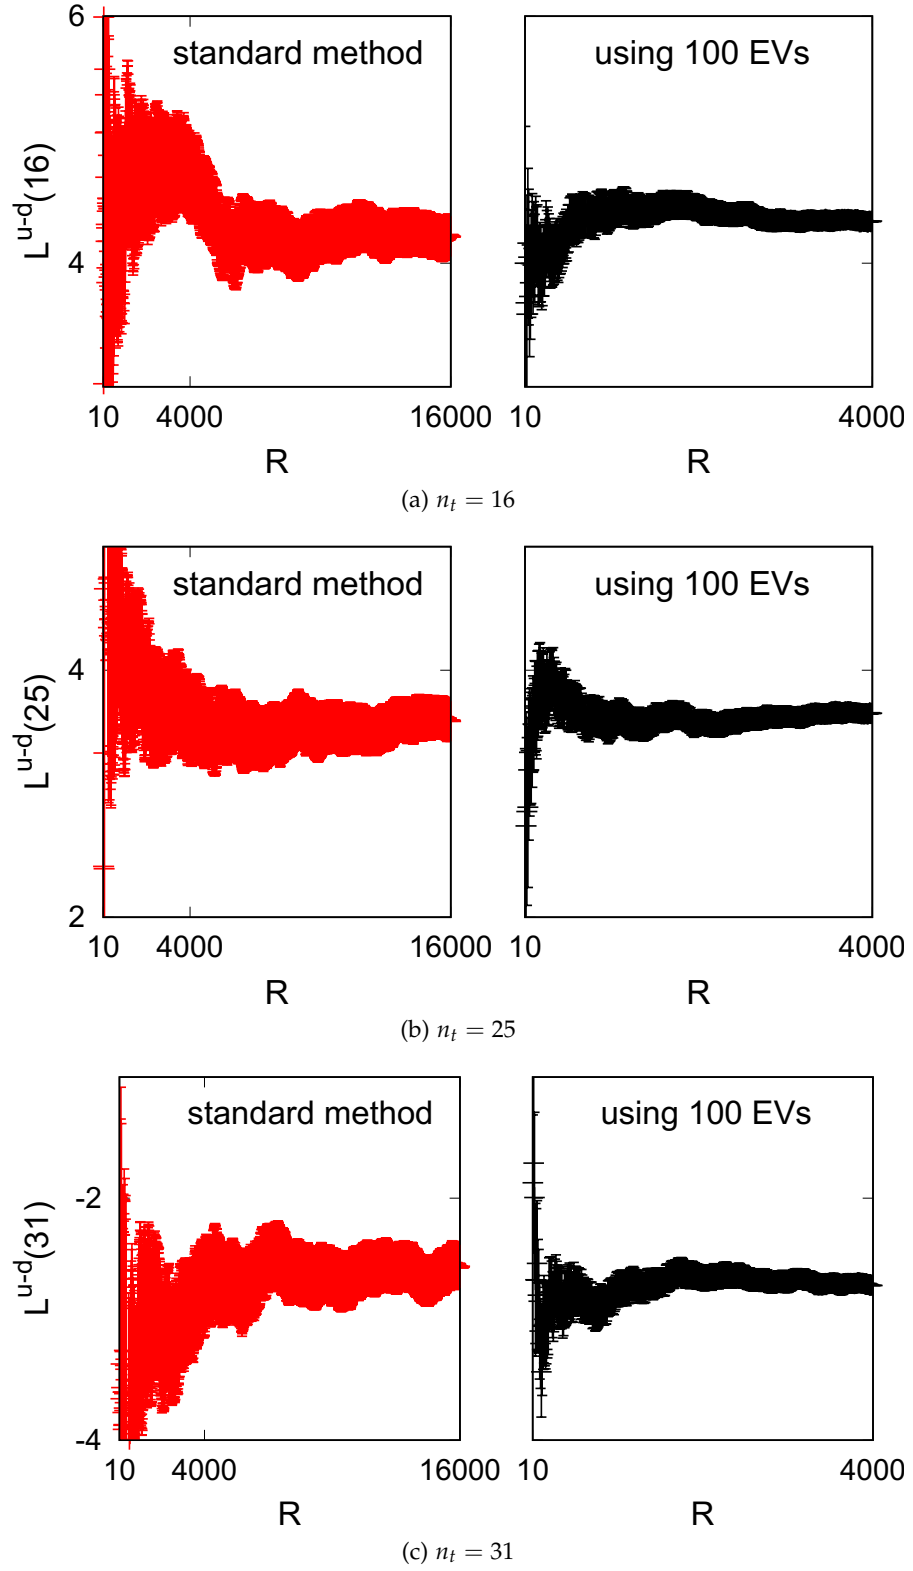 6
standard method
using 100 EVs
L^u-d(16)
4
10 4000 16000
10 4000
R
R
(a) n_t = 16
standard method
using 100 EVs
4
L^u-d(25)
2
10 4000 16000
10 4000
R
R
(b) n_t = 25
standard method
using 100 EVs
-2
L^u-d(31)
-4
10 4000 16000
10 4000
R
R
(c) n_t = 31